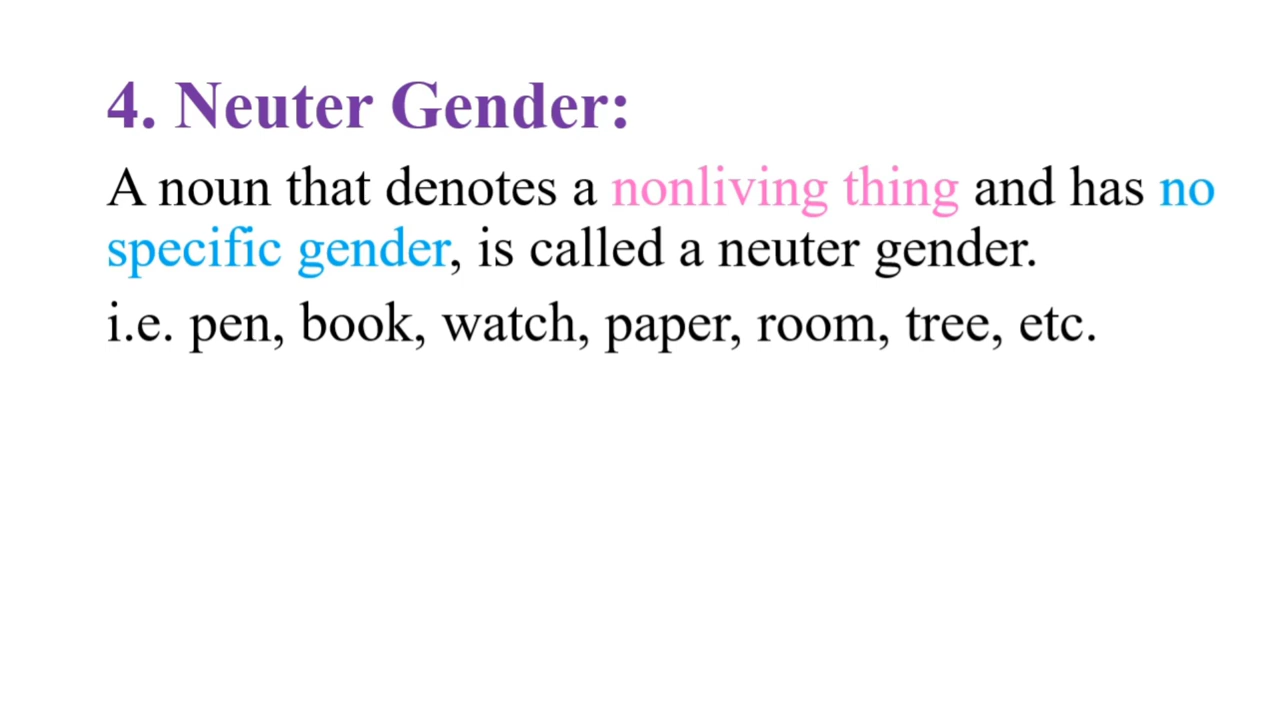 4. Neuter Gender:
A noun that denotes a nonliving thing and has no
specific gender, is called a neuter gender.
i.e. pen, book, watch, paper, room, tree, etc.